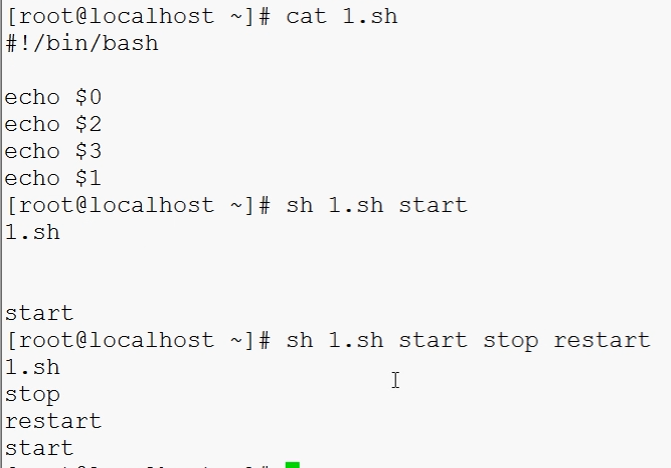 [root@localhost ~]# cat 1.sh
#!/bin/bash
echo $0
echo $2
echo $3
echo $1
[root@localhost ~]# sh 1.sh start
1.sh
start
[root@localhost ~]# sh 1.sh start stop restart
1.sh
stop
restart
start